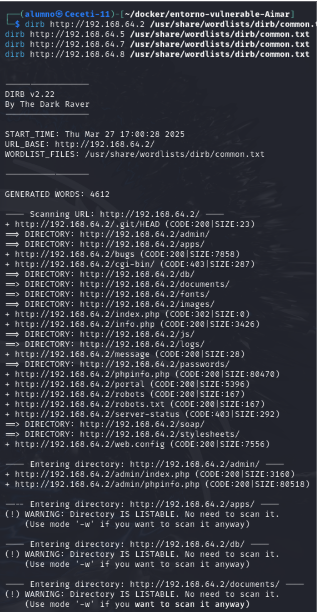 (alumno㉿Ceceti-11)-[~/docker/entorno-vulnerable-Aimar]
$ dirb http://192.168.64.2 /usr/share/wordlists/dirb/common.t
dirb http://192.168.64.5 /usr/share/wordlists/dirb/common.txt
dirb http://192.168.64.7 /usr/share/wordlists/dirb/common.txt
dirb http://192.168.64.8 /usr/share/wordlists/dirb/common.txt
-----------------
DIRB v2.22
By The Dark Raver
-----------------
START_TIME: Thu Mar 27 17:00:28 2025
URL_BASE: http://192.168.64.2/
WORDLIST_FILES: /usr/share/wordlists/dirb/common.txt
-----------------
GENERATED WORDS: 4612
---- Scanning URL: http://192.168.64.2/ ----
+ http://192.168.64.2/.git/HEAD (CODE:200|SIZE:23)
==> DIRECTORY: http://192.168.64.2/admin/
==> DIRECTORY: http://192.168.64.2/apps/
+ http://192.168.64.2/bugs (CODE:200|SIZE:7858)
+ http://192.168.64.2/cgi-bin/ (CODE:403|SIZE:287)
==> DIRECTORY: http://192.168.64.2/db/
==> DIRECTORY: http://192.168.64.2/documents/
==> DIRECTORY: http://192.168.64.2/fonts/
==> DIRECTORY: http://192.168.64.2/images/
+ http://192.168.64.2/index.php (CODE:302|SIZE:0)
+ http://192.168.64.2/info.php (CODE:200|SIZE:3426)
==> DIRECTORY: http://192.168.64.2/js/
==> DIRECTORY: http://192.168.64.2/logs/
+ http://192.168.64.2/message (CODE:200|SIZE:28)
==> DIRECTORY: http://192.168.64.2/passwords/
+ http://192.168.64.2/phpinfo.php (CODE:200|SIZE:80470)
+ http://192.168.64.2/portal (CODE:200|SIZE:5396)
+ http://192.168.64.2/robots (CODE:200|SIZE:167)
+ http://192.168.64.2/robots.txt (CODE:200|SIZE:167)
+ http://192.168.64.2/server-status (CODE:403|SIZE:292)
==> DIRECTORY: http://192.168.64.2/soap/
==> DIRECTORY: http://192.168.64.2/stylesheets/
+ http://192.168.64.2/web.config (CODE:200|SIZE:7556)
---- Entering directory: http://192.168.64.2/admin/ ----
+ http://192.168.64.2/admin/index.php (CODE:200|SIZE:3160)
+ http://192.168.64.2/admin/phpinfo.php (CODE:200|SIZE:80518)
---- Entering directory: http://192.168.64.2/apps/ ----
(!) WARNING: Directory IS LISTABLE. No need to scan it.
(Use mode '-w' if you want to scan it anyway)
---- Entering directory: http://192.168.64.2/db/ ----
(!) WARNING: Directory IS LISTABLE. No need to scan it.
(Use mode '-w' if you want to scan it anyway)
---- Entering directory: http://192.168.64.2/documents/ ----
(!) WARNING: Directory IS LISTABLE. No need to scan it.
(Use mode '-w' if you want to scan it anyway)